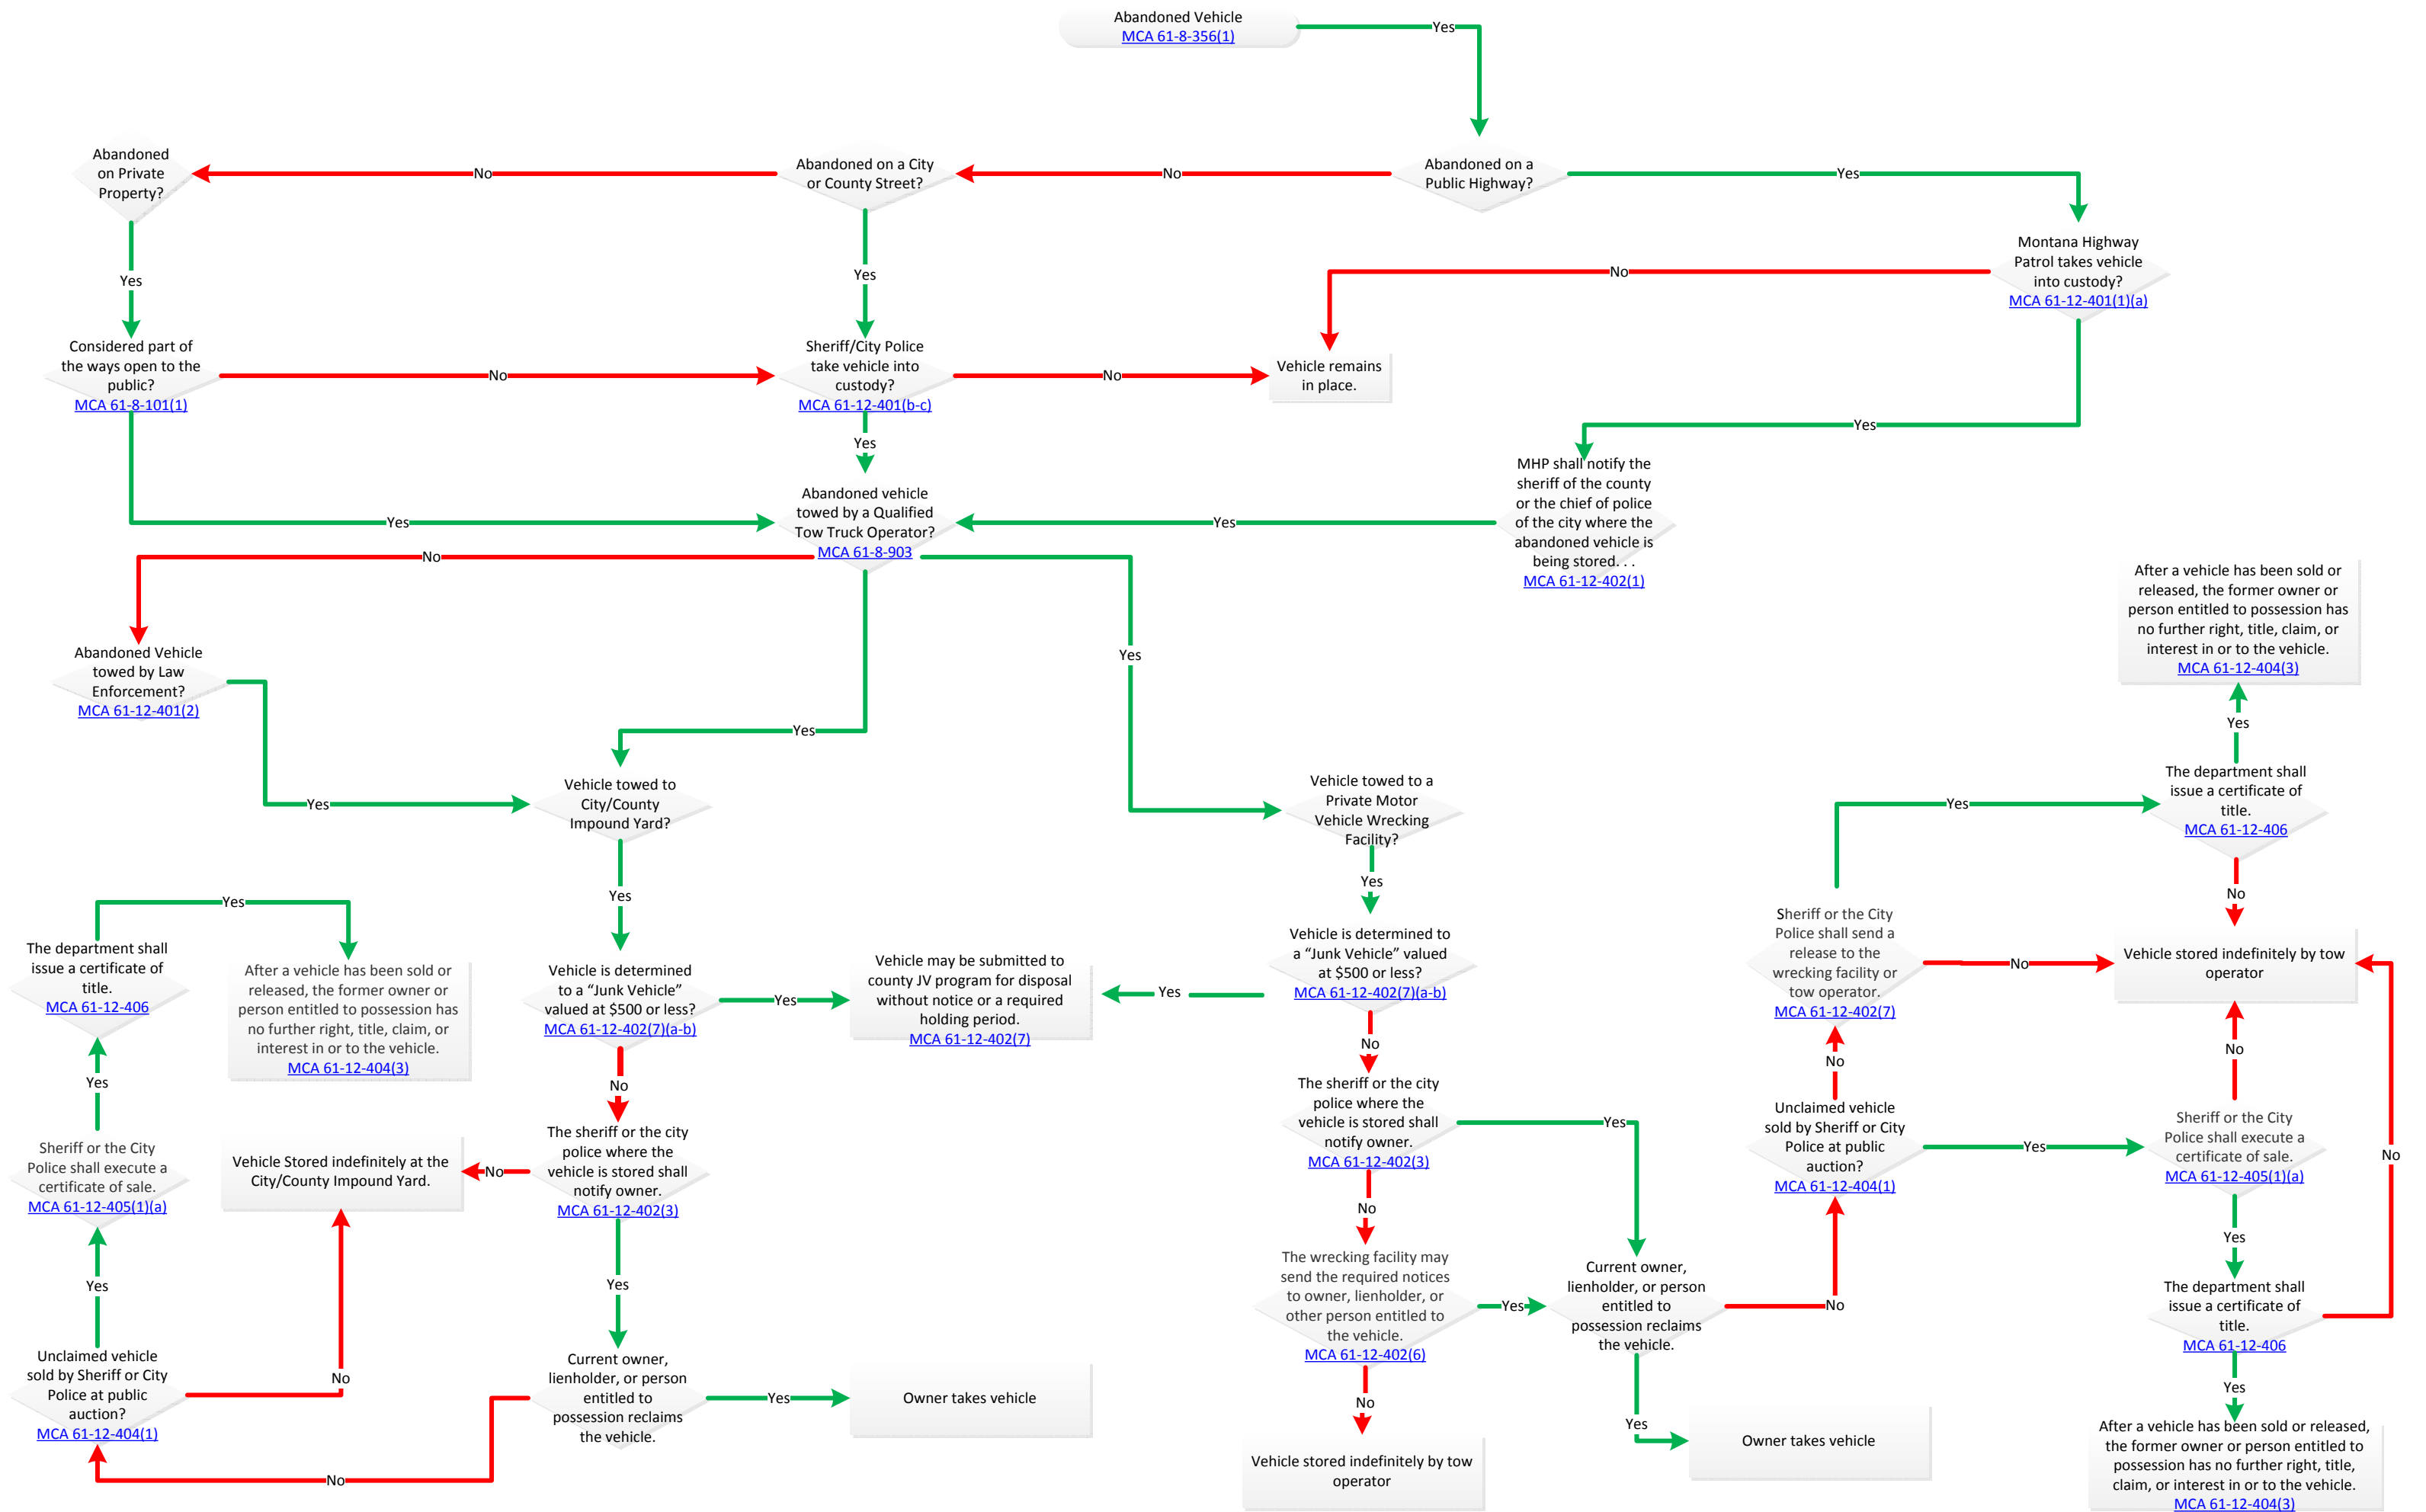 Abandoned Vehicle
MCA 61-8-356(1)
Yes
Abandoned
on Private
Property?
No
Abandoned on a City
or County Street?
No
Abandoned on a
Public Highway?
Yes
Yes
Yes
Montana Highway
Patrol takes vehicle
into custody?
MCA 61-12-401(1)(a)
No
Considered part of
the ways open to the
public?
MCA 61-8-101(1)
No
Sheriff/City Police
take vehicle into
custody?
MCA 61-12-401(b-c)
No
Vehicle remains
in place.
Yes
Yes
MHP shall notify the
sheriff of the county
or the chief of police
of the city where the
abandoned vehicle is
being stored. . .
MCA 61-12-402(1)
Yes
Abandoned vehicle
towed by a Qualified
Tow Truck Operator?
MCA 61-8-903
Yes
No
Abandoned Vehicle
towed by Law
Enforcement?
MCA 61-12-401(2)
Yes
Yes
Yes
After a vehicle has been sold or
released, the former owner or
person entitled to possession has
no further right, title, claim, or
interest in or to the vehicle.
MCA 61-12-404(3)
Yes
The department shall
issue a certificate of
title.
MCA 61-12-406
Yes
No
Vehicle towed to
City/County
Impound Yard?
Yes
Vehicle towed to a
Private Motor
Vehicle Wrecking
Facility?
Yes
Yes
The department shall
issue a certificate of
title.
MCA 61-12-406
After a vehicle has been sold or
released, the former owner or
person entitled to possession has
no further right, title, claim, or
interest in or to the vehicle.
MCA 61-12-404(3)
Vehicle is determined
to a “Junk Vehicle”
valued at $500 or less?
MCA 61-12-402(7)(a-b)
Yes
Vehicle may be submitted to
county JV program for disposal
without notice or a required
holding period.
MCA 61-12-402(7)
Yes
Vehicle is determined to
a “Junk Vehicle” valued
at $500 or less?
MCA 61-12-402(7)(a-b)
Sheriff or the City
Police shall send a
release to the
wrecking facility or
tow operator.
MCA 61-12-402(7)
No
Vehicle stored indefinitely by tow
operator
Yes
No
No
No
No
Sheriff or the City
Police shall execute a
certificate of sale.
MCA 61-12-405(1)(a)
Vehicle Stored indefinitely at the
City/County Impound Yard.
No
The sheriff or the city
police where the
vehicle is stored shall
notify owner.
MCA 61-12-402(3)
The sheriff or the city
police where the
vehicle is stored shall
notify owner.
MCA 61-12-402(3)
Yes
Unclaimed vehicle
sold by Sheriff or City
Police at public
auction?
MCA 61-12-404(1)
Yes
Sheriff or the City
Police shall execute a
certificate of sale.
MCA 61-12-405(1)(a)
No
Yes
Yes
No
Yes
The wrecking facility may
send the required notices
to owner, lienholder, or
other person entitled to
the vehicle.
MCA 61-12-402(6)
Yes
Current owner,
lienholder, or person
entitled to
possession reclaims
the vehicle.
No
The department shall
issue a certificate of
title.
MCA 61-12-406
Unclaimed vehicle
sold by Sheriff or City
Police at public
auction?
MCA 61-12-404(1)
No
Current owner,
lienholder, or person
entitled to
possession reclaims
the vehicle.
Yes
Owner takes vehicle
No
Yes
Yes
No
Vehicle stored indefinitely by tow
operator
Owner takes vehicle
After a vehicle has been sold or released,
the former owner or person entitled to
possession has no further right, title,
claim, or interest in or to the vehicle.
MCA 61-12-404(3)